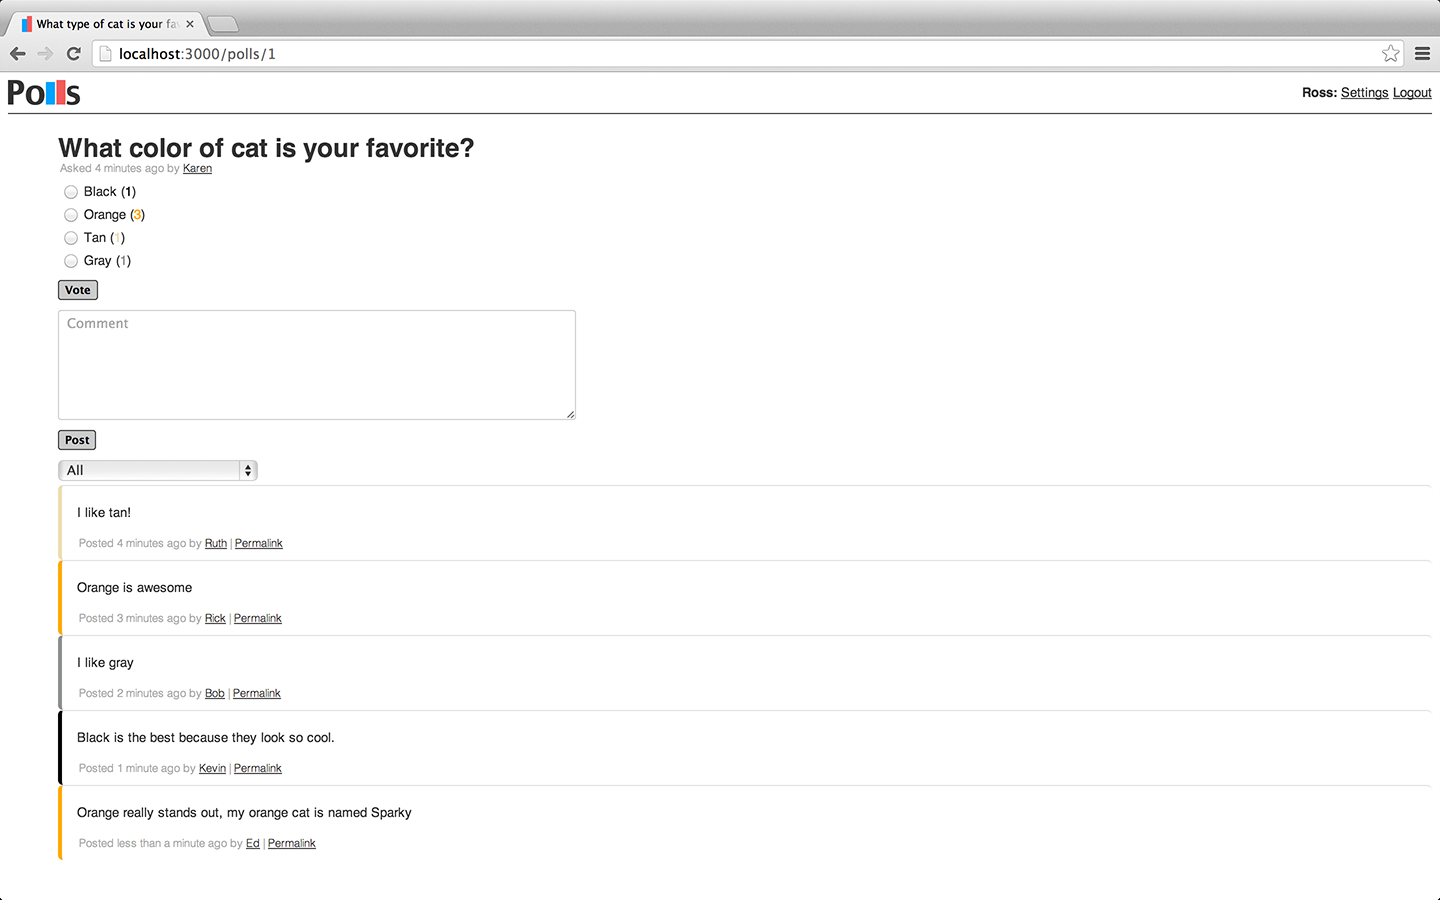 What type of cat is your fa
localhost:3000/polls/1
Polls
Ross: Settings Logout
What color of cat is your favorite?
Asked 4 minutes ago by Karen
Black (1)
Orange (3)
Tan (1)
Gray (1)
Vote
Comment
Post
All
I like tan!
Posted 4 minutes ago by Ruth | Permalink
Orange is awesome
Posted 3 minutes ago by Rick | Permalink
I like gray
Posted 2 minutes ago by Bob | Permalink
Black is the best because they look so cool.
Posted 1 minute ago by Kevin | Permalink
Orange really stands out, my orange cat is named Sparky
Posted less than a minute ago by Ed | Permalink